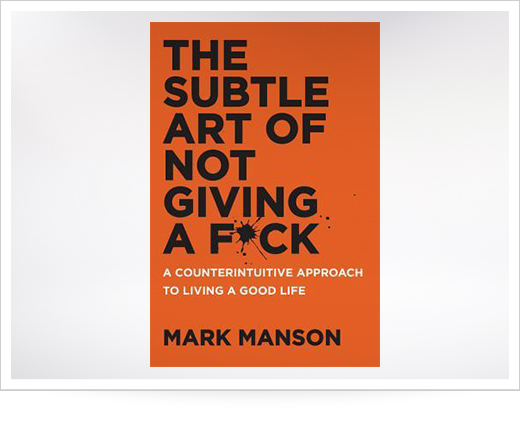 THE
SUBTLE
ART OF
NOT
GIVING
A F*CK
A COUNTERINTUITIVE APPROACH
TO LIVING A GOOD LIFE
MARK MANSON